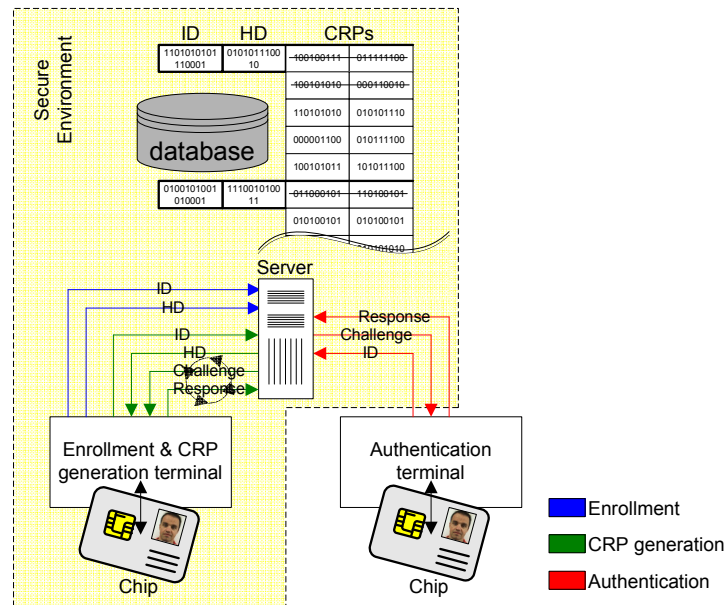 ID HD CRPs
1101010101
110001
0101011100
10
100100111 011111100
100101010 000110010
110101010 010101110
000001100 010111100
100101011 101011100
0100101001
010001
1110010100
11
011000101 110100101
010100101 010100101
Secure
Environment
database
Server
ID
HD
ID
HD
Challenge
Response
Response
Challenge
ID
Enrollment & CRP
generation terminal
Authentication
terminal
Chip
Chip
Enrollment
CRP generation
Authentication